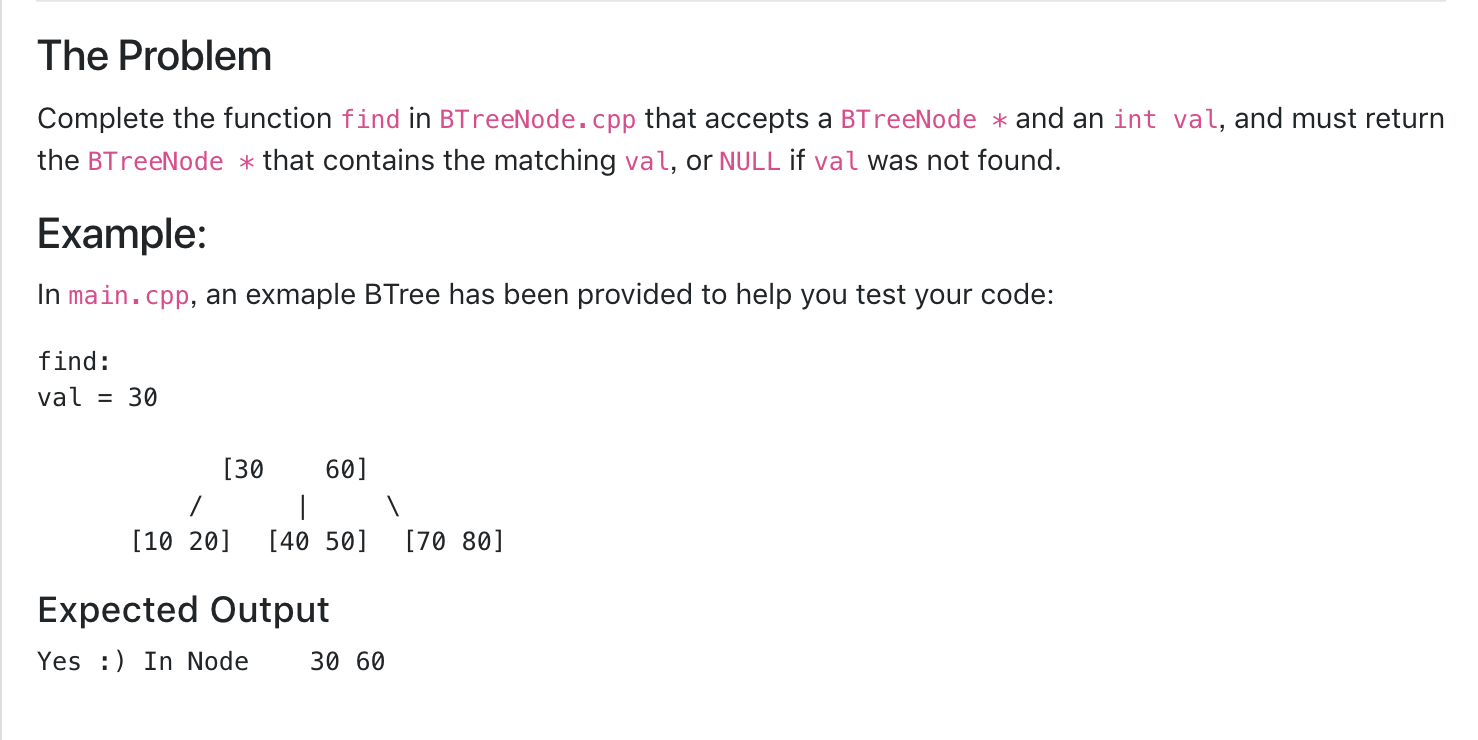 The Problem
Complete the function find in BTreeNode.cpp that accepts a BTreeNode * and an int val, and must return
the BTreeNode * that contains the matching val, or NULL if val was not found.
Example:
In main.cpp, an exmaple BTree has been provided to help you test your code:
find:
val = 30
[30    60]
/      |     \
[10 20]  [40 50]  [70 80]
Expected Output
Yes :) In Node    30 60